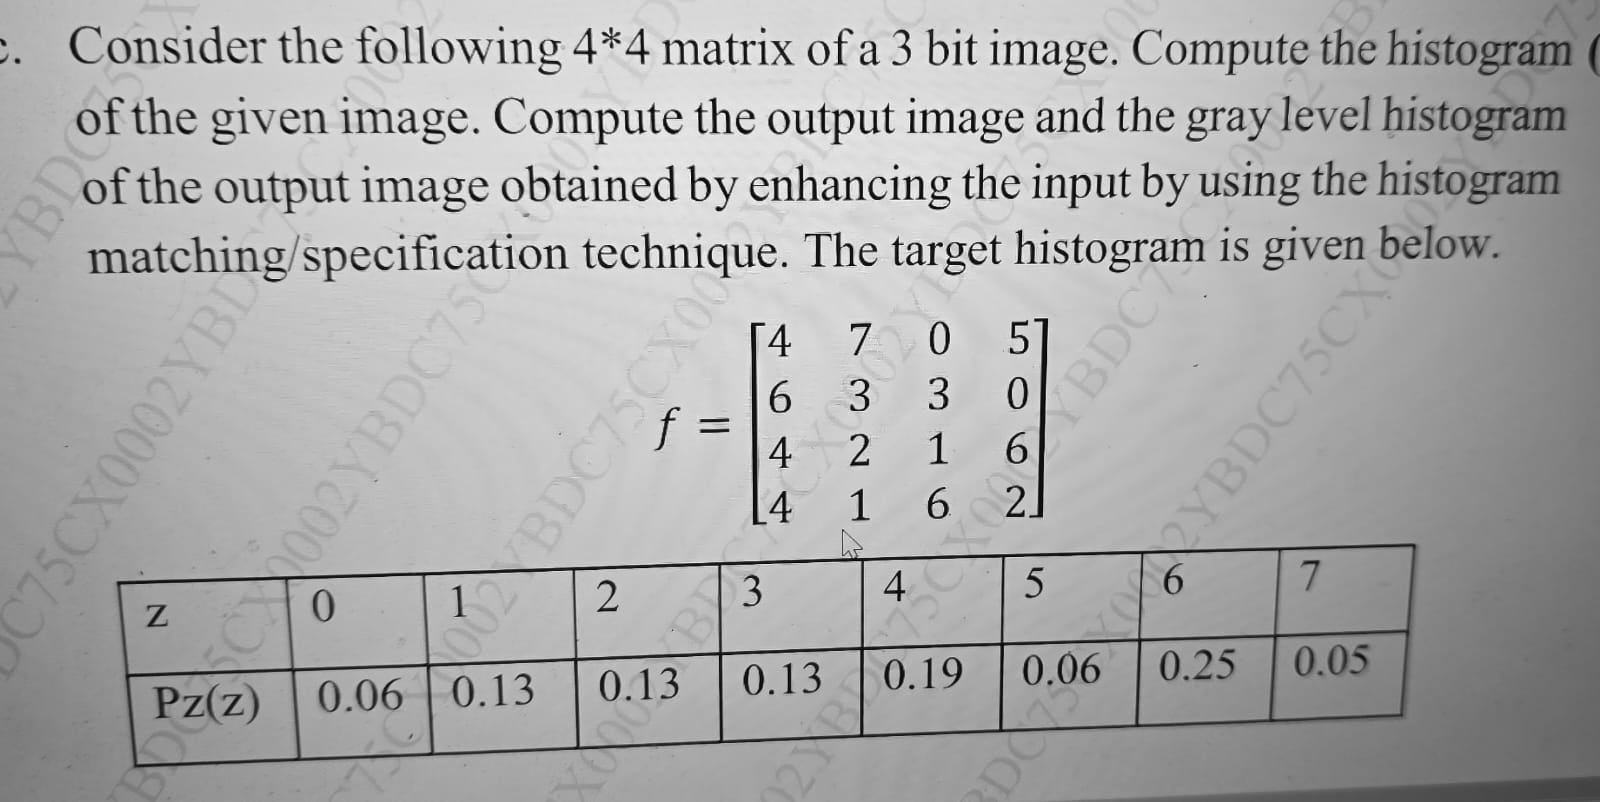 c. Consider the following 4*4 matrix of a 3 bit image. Compute the histogram (
of the given image. Compute the output image and the gray level histogram
of the output image obtained by enhancing the input by using the histogram
matching/specification technique. The target histogram is given below.
4 7 0 5
6 3 3 0
f =
4 2 1 6
4 1 6 2
z 0 1 2 3 4 5 6 7
Pz(z) 0.06 0.13 0.13 0.13 0.19 0.06 0.25 0.05